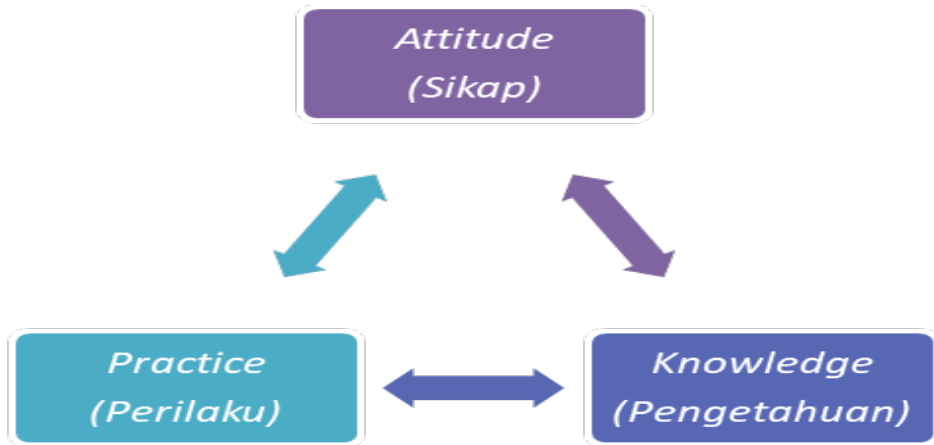 Attitude
(Sikap)
Practice
(Perilaku)
Knowledge
(Pengetahuan)